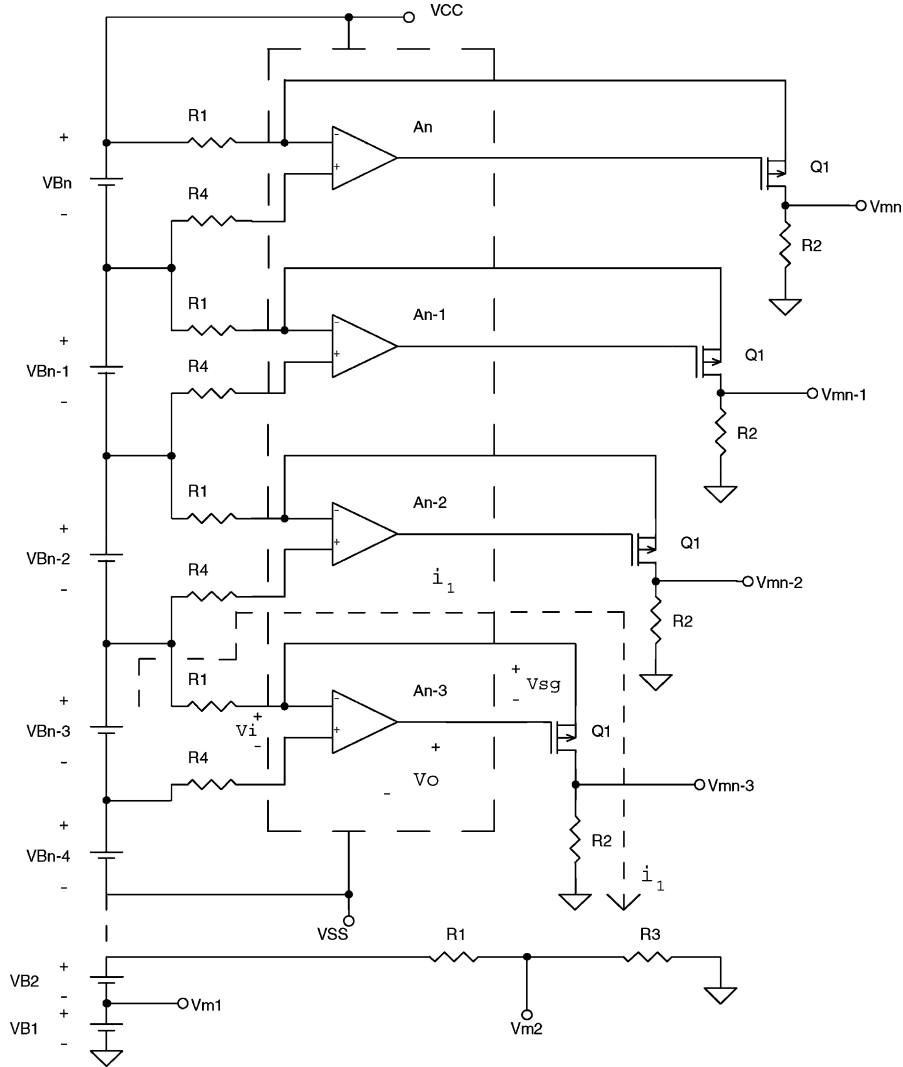 VCC
R1
An
+
-
+
Q1
VBn
R4
Vmn
-
R2
R1
An-1
+
-
Q1
VBn-1
R4
+
Vmn-1
-
R2
R1
An-2
+
-
Q1
VBn-2
R4
+
i1
Vmn-2
-
R2
R1
An-3
+
Vsg
-
+
-
Q1
VBn-3
Vi
+
-
+
R4
+
Vo
-
Vmn-3
-
+
R2
VBn-4
i1
-
VSS
R1
R3
+
VB2
-
Vm1
+
Vm2
VB1
-